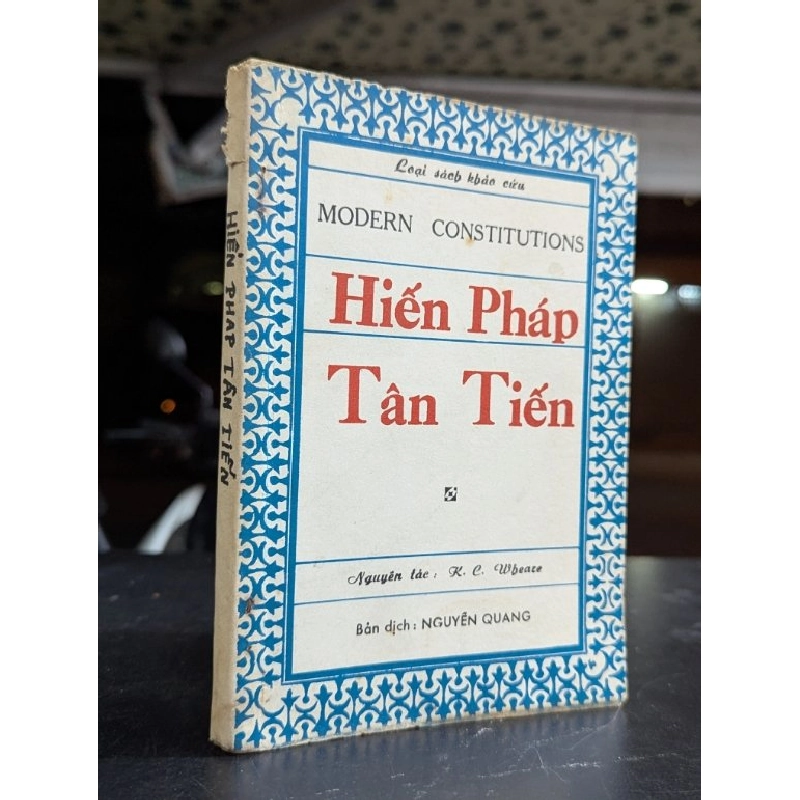 Loại sách khảo cứu
MODERN CONSTITUTIONS
Hiến Pháp
Tân Tiến
Nguyên tác : K. C. Wheare
Bản dịch : NGUYỄN QUANG
HIẾN PHÁP TÂN TIẾN